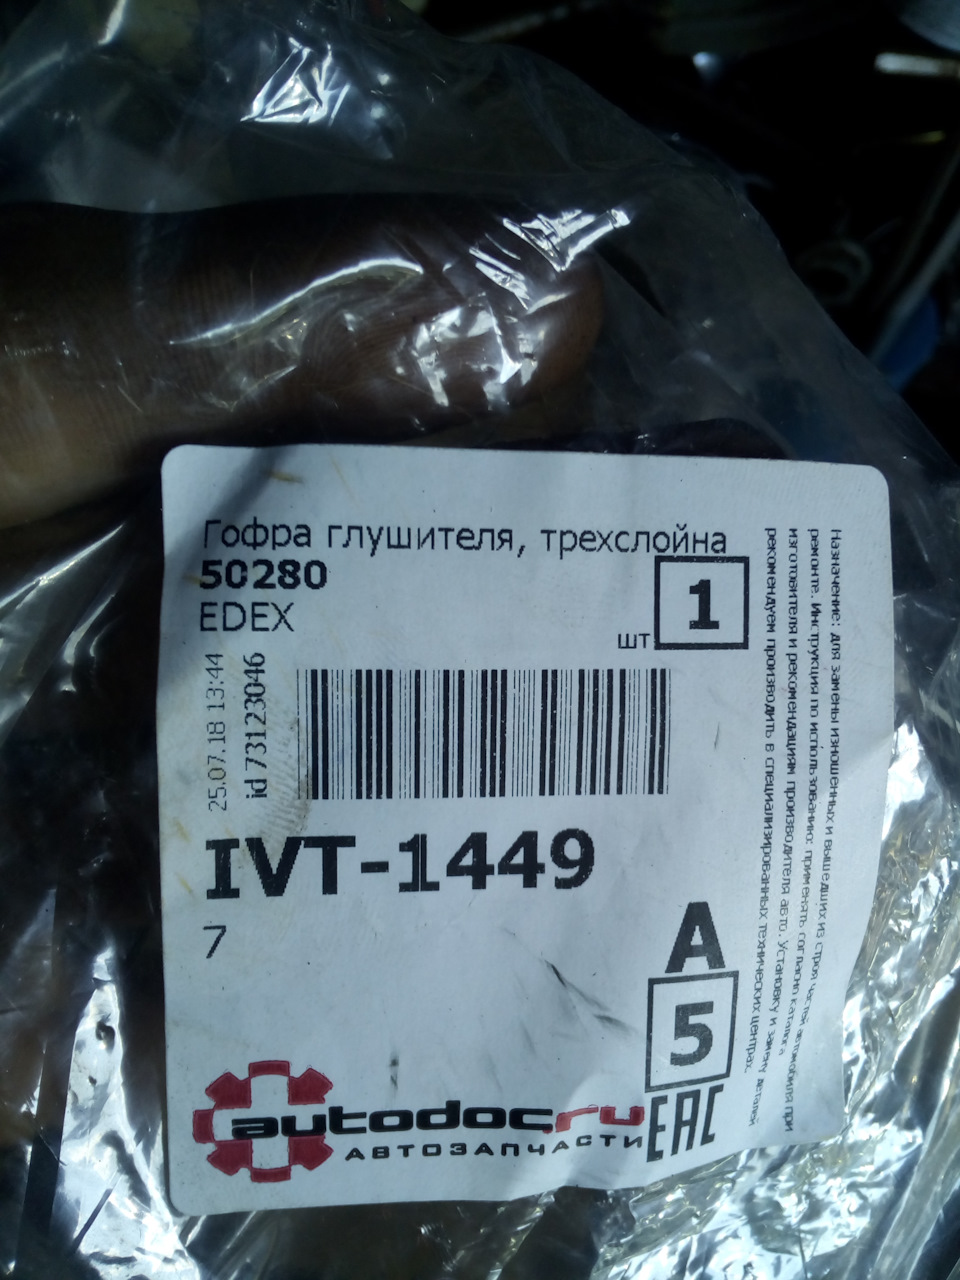 Гофра глушителя, трехслойна
50280
EDEX
шт
1
25.07.18 13:44
id 73123046
IVT-1449
7
A
5
EAC
autodoc.ru
АВТОЗАПЧАСТИ
Назначение: для замены изношенных и вышедших из строя частей автомобиля при
ремонте. Инструкция по использованию: применять согласно каталога
изготовителя и рекомендациям производителя авто. Установку и замену деталей
рекомендуем производить в специализированных технических центрах.